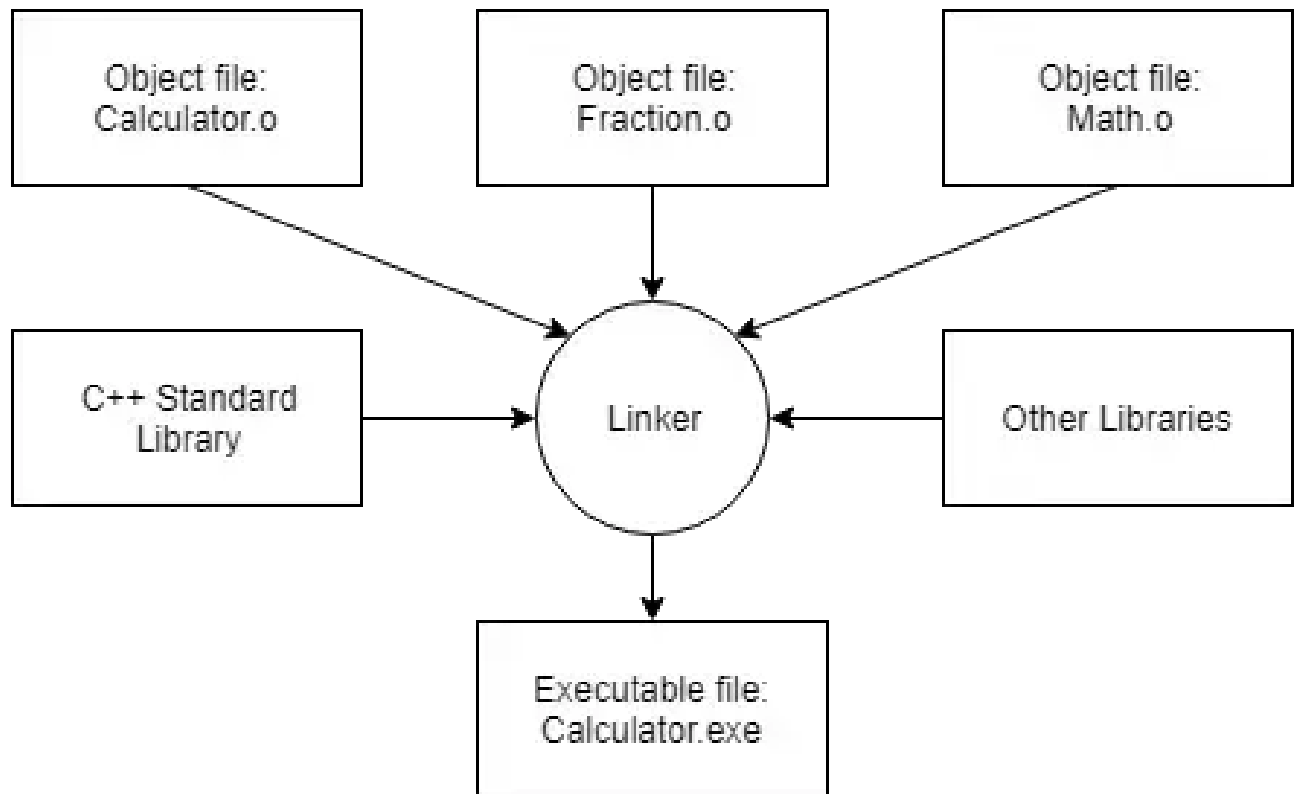 Object file:
Calculator.o
Object file:
Fraction.o
Object file:
Math.o
C++ Standard
Library
Linker
Other Libraries
Executable file:
Calculator.exe